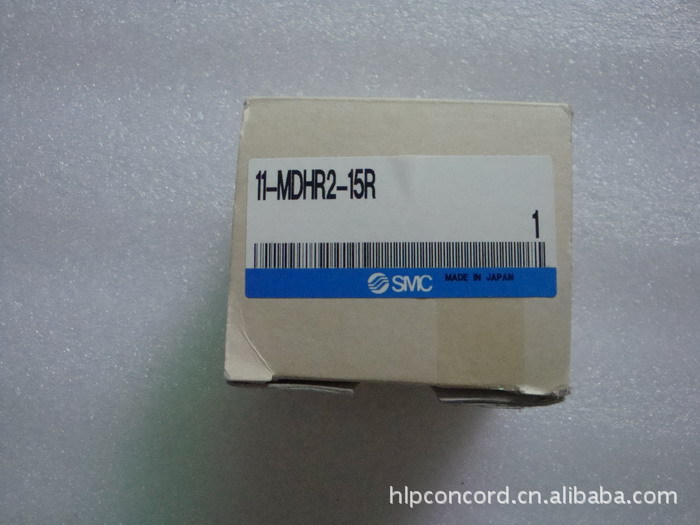 11-MDHR2-15R
1
SMC MADE IN JAPAN
hlpconcord.cn.alibaba.com